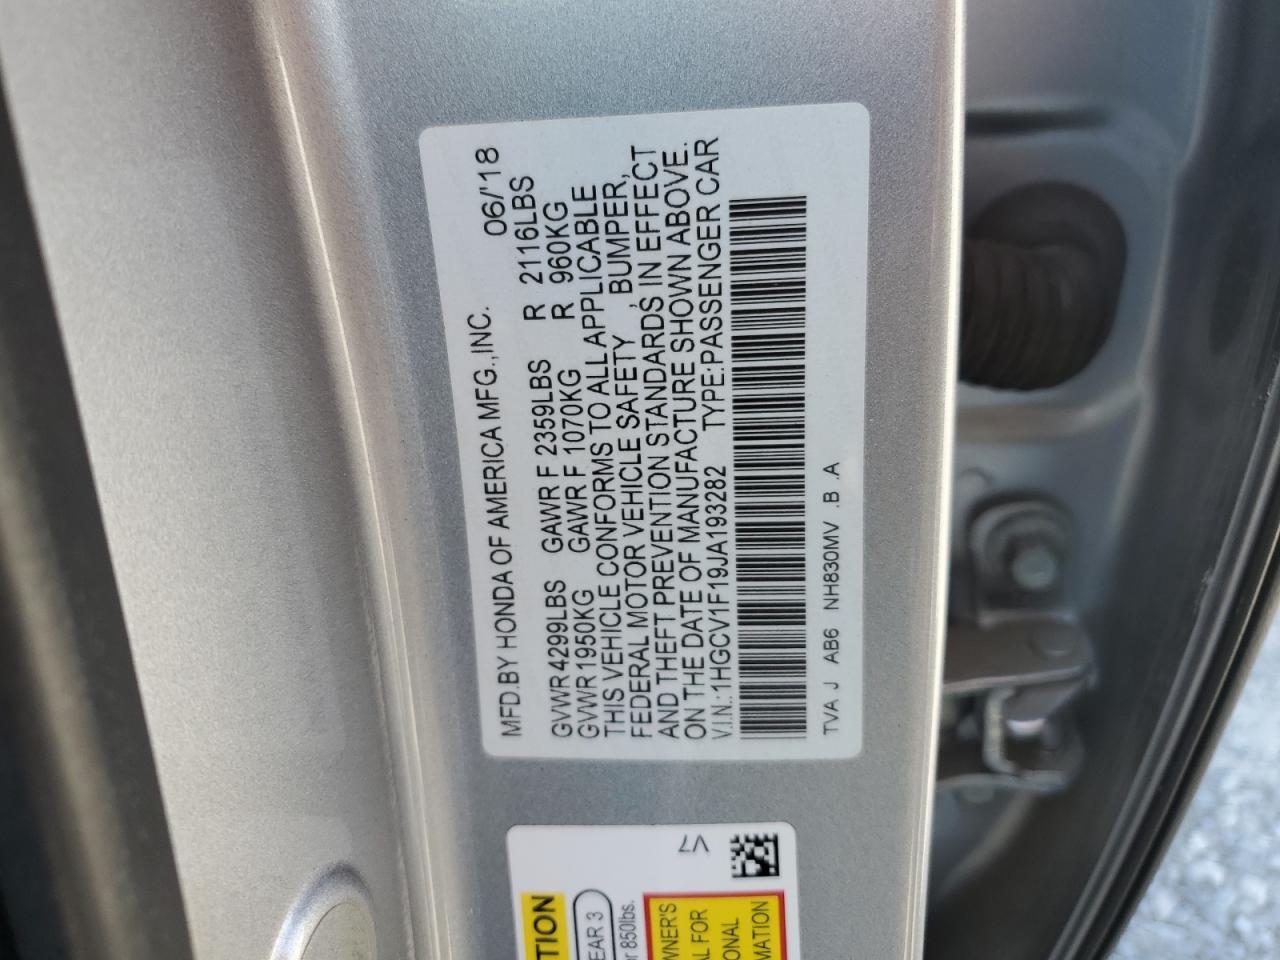 MFD.BY HONDA OF AMERICA MFG.,INC. 06/'18
GVWR 4299LBS GAWR F 2359LBS R 2116LBS
GVWR 1950KG GAWR F 1070KG R 960KG
THIS VEHICLE CONFORMS TO ALL APPLICABLE
FEDERAL MOTOR VEHICLE SAFETY , BUMPER,
AND THEFT PREVENTION STANDARDS IN EFFECT
ON THE DATE OF MANUFACTURE SHOWN ABOVE.
V.I.N.:1HGCV1F19JA193282 TYPE:PASSENGER CAR
TVA J AB6 NH830MV .B .A
V7
TION
EAR 3
or 850lbs.
WNER'S
AL FOR
ONAL
MATION